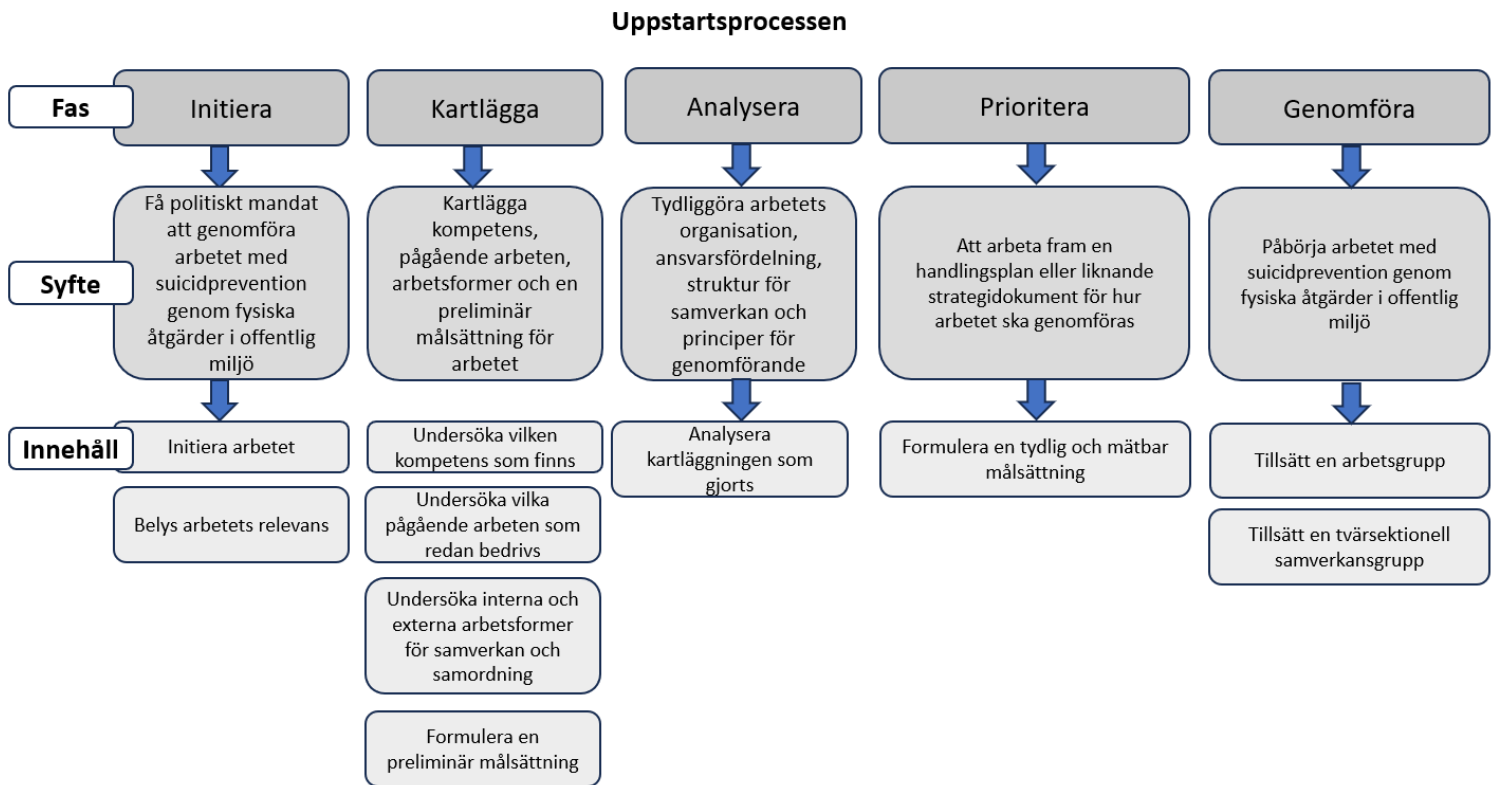 Uppstartsprocessen
Fas
Initiera
Kartlägga
Analysera
Prioritera
Genomföra
Syfte
Få politiskt mandat
att genomföra
arbetet med
suicidprevention
genom fysiska
åtgärder i offentlig
miljö
Kartlägga
kompetens,
pågående arbeten,
arbetsformer och en
preliminär
målsättning för
arbetet
Tydliggöra arbetets
organisation,
ansvarsfördelning,
struktur för
samverkan och
principer för
genomförande
Att arbeta fram en
handlingsplan eller liknande
strategidokument för hur
arbetet ska genomföras
Påbörja arbetet med
suicidprevention genom
fysiska åtgärder i offentlig
miljö
Innehåll
Initiera arbetet
Belys arbetets relevans
Undersöka vilken
kompetens som finns
Undersöka vilka
pågående arbeten som
redan bedrivs
Undersöka interna och
externa arbetsformer
för samverkan och
samordning
Formulera en
preliminär målsättning
Analysera
kartläggningen som
gjorts
Formulera en tydlig och mätbar
målsättning
Tillsätt en arbetsgrupp
Tillsätt en tvärsektionell
samverkansgrupp